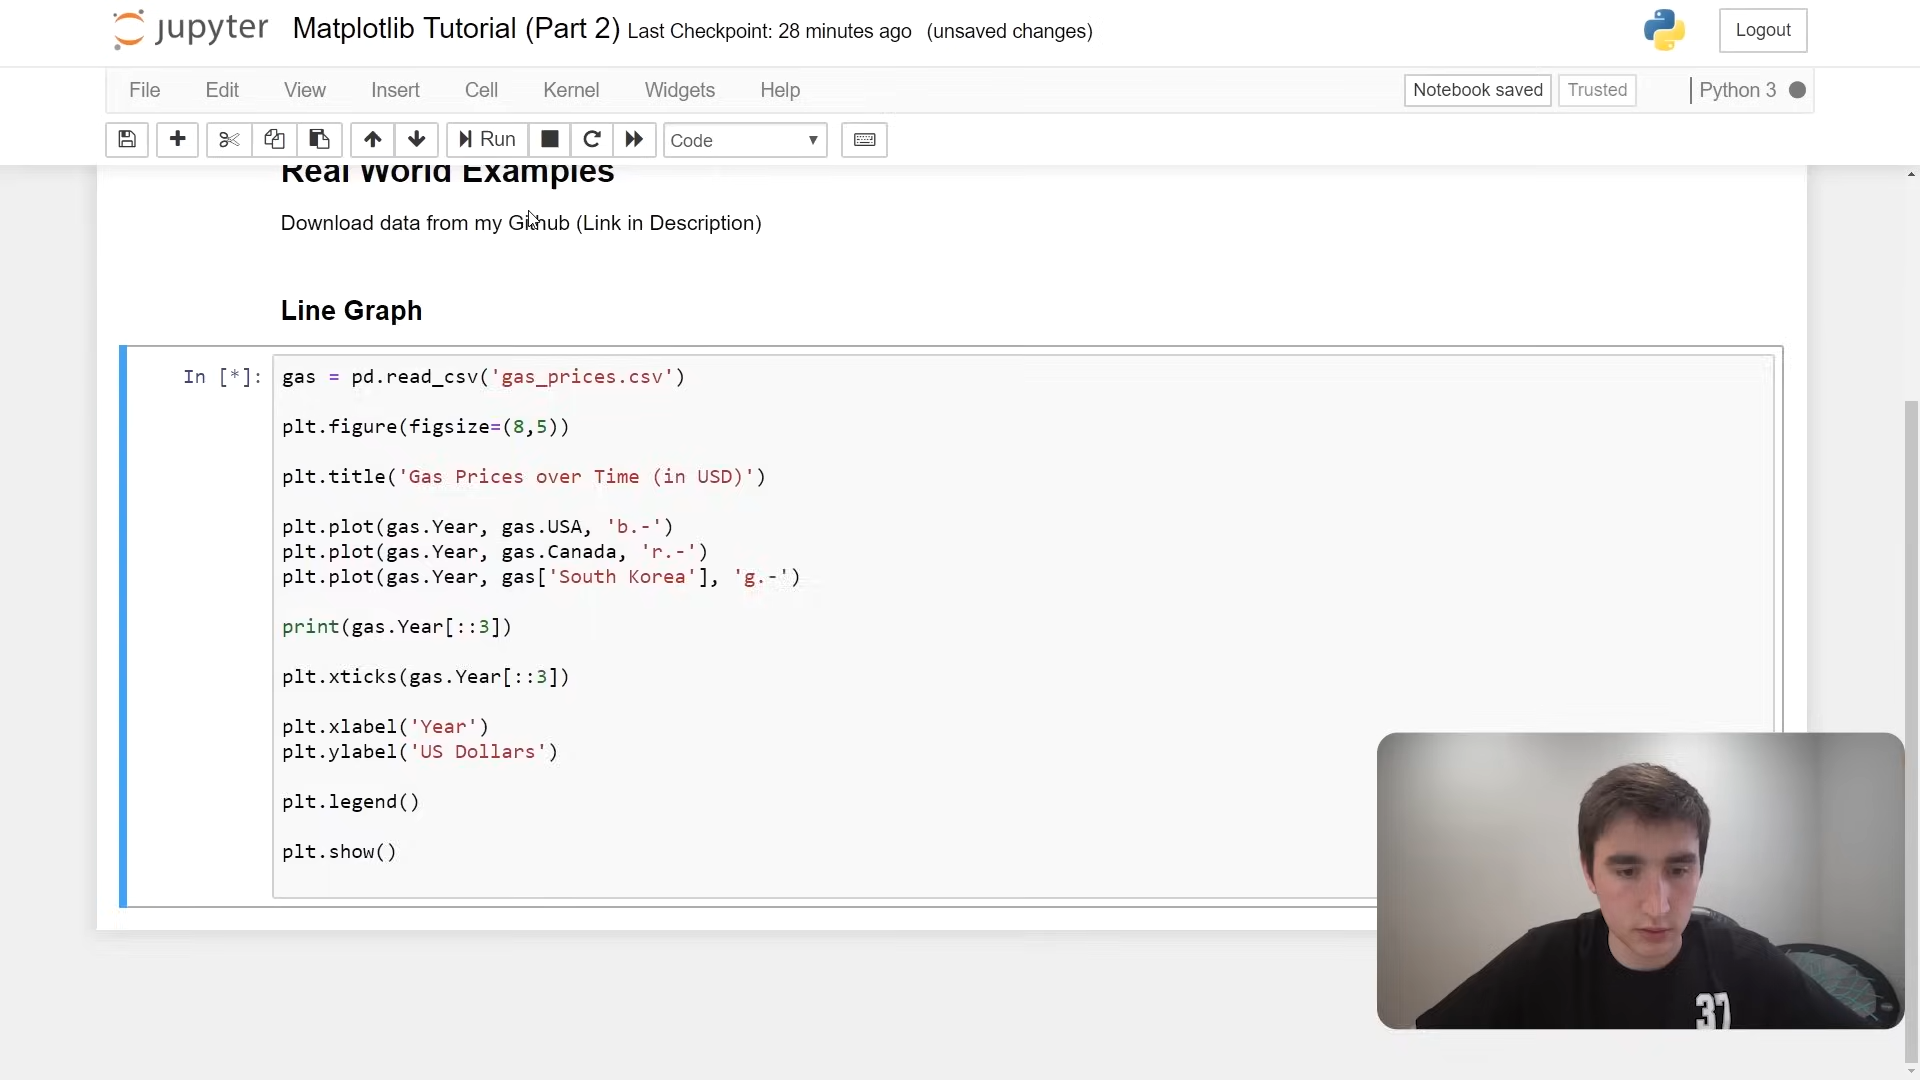 jupyter Matplotlib Tutorial (Part 2) Last Checkpoint: 28 minutes ago (unsaved changes)
Logout
File Edit View Insert Cell Kernel Widgets Help
Notebook saved Trusted Python 3
Run Code
Real World Examples
Download data from my Github (Link in Description)
Line Graph
In [*]:
gas = pd.read_csv('gas_prices.csv')
plt.figure(figsize=(8,5))
plt.title('Gas Prices over Time (in USD)')
plt.plot(gas.Year, gas.USA, 'b.-')
plt.plot(gas.Year, gas.Canada, 'r.-')
plt.plot(gas.Year, gas['South Korea'], 'g.-')
print(gas.Year[::3])
plt.xticks(gas.Year[::3])
plt.xlabel('Year')
plt.ylabel('US Dollars')
plt.legend()
plt.show()
37